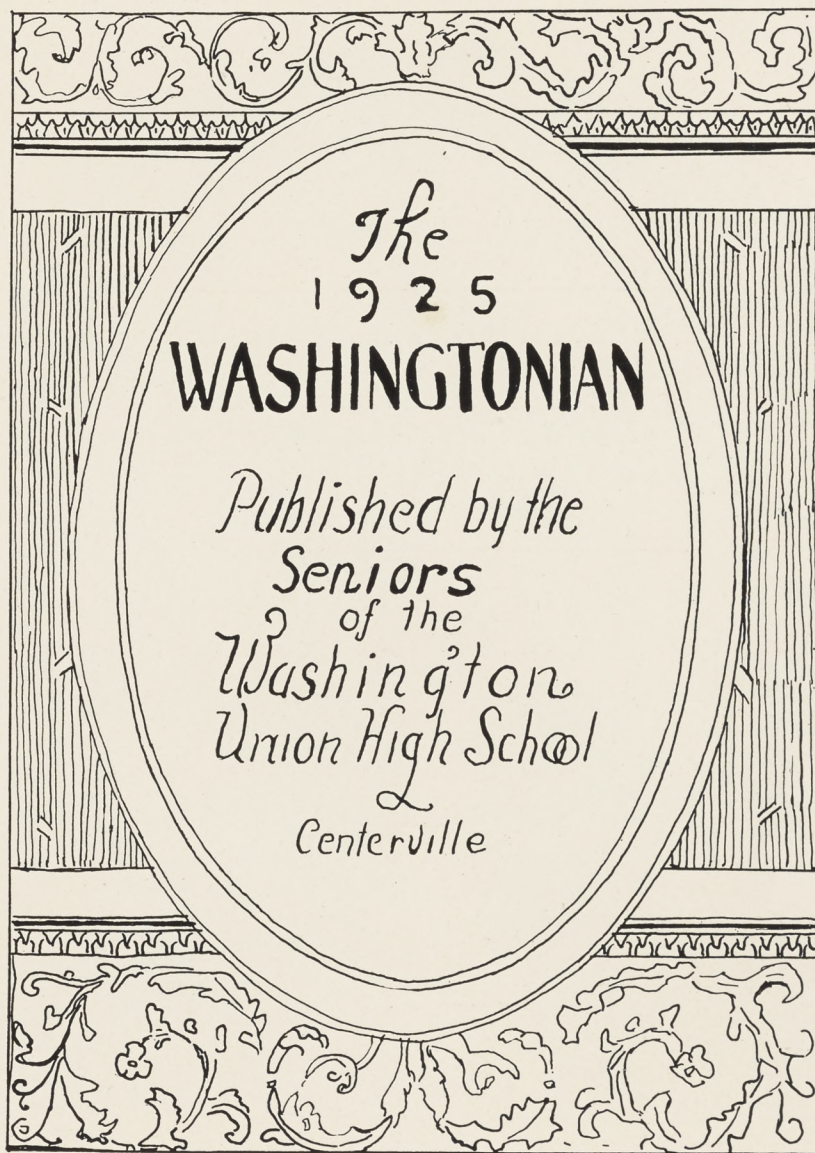 The
1925
WASHINGTONIAN
Published by the
Seniors
of the
Washington
Union High School
Centerville